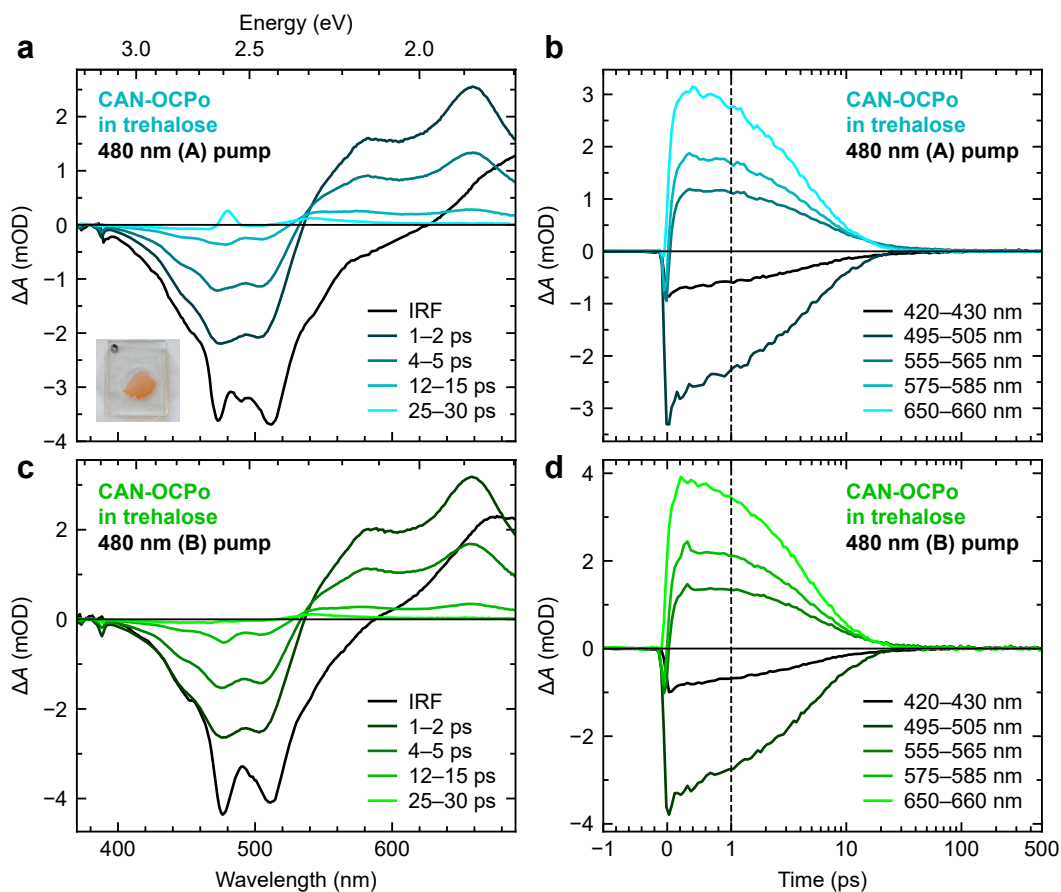 Energy (eV)
3.0 2.5 2.0
a
CAN-OCPo
in trehalose
480 nm (A) pump
ΔA (mOD)
2
1
0
−1
−2
−3
−4
IRF
1–2 ps
4–5 ps
12–15 ps
25–30 ps
b
CAN-OCPo
in trehalose
480 nm (A) pump
ΔA (mOD)
3
2
1
0
−1
−2
−3
420–430 nm
495–505 nm
555–565 nm
575–585 nm
650–660 nm
c
CAN-OCPo
in trehalose
480 nm (B) pump
ΔA (mOD)
2
0
−2
−4
IRF
1–2 ps
4–5 ps
12–15 ps
25–30 ps
400 500 600
Wavelength (nm)
d
CAN-OCPo
in trehalose
480 nm (B) pump
ΔA (mOD)
4
2
0
−2
−4
420–430 nm
495–505 nm
555–565 nm
575–585 nm
650–660 nm
−1 0 1 10 100 500
Time (ps)